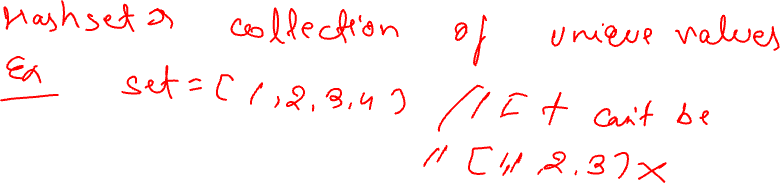 Hashset → collection of unique values
Ex set = [1,2,3,4] // It can't be
// [1,1,2,3] x